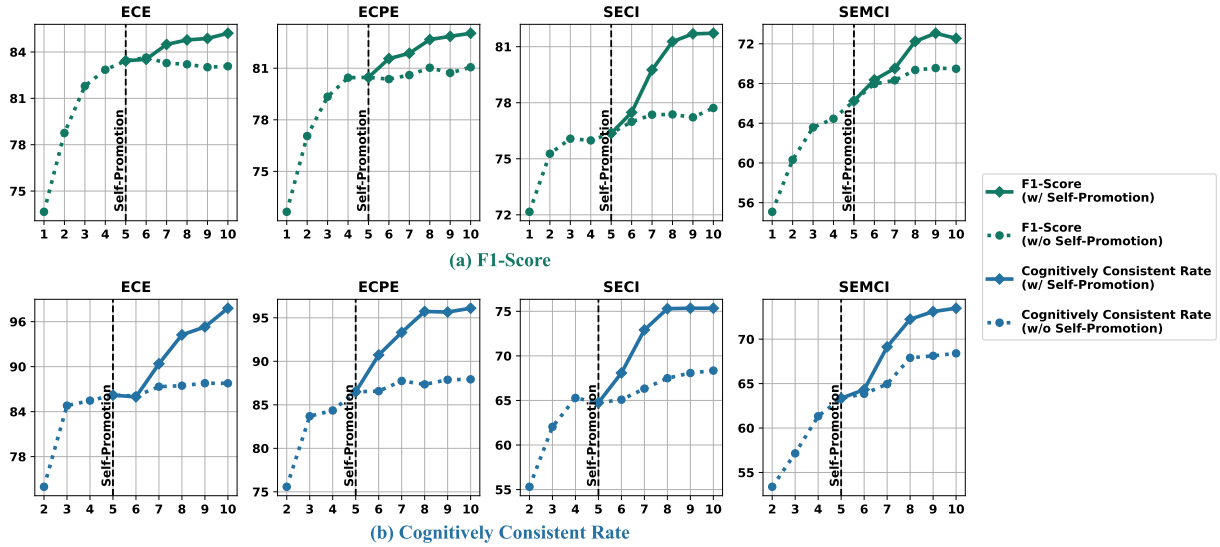 ECE
ECPE
SECI
SEMCI
84
81
78
75
Self-Promotion
1 2 3 4 5 6 7 8 9 10
84
81
78
75
Self-Promotion
1 2 3 4 5 6 7 8 9 10
81
78
75
72
Self-Promotion
1 2 3 4 5 6 7 8 9 10
72
68
64
60
56
Self-Promotion
1 2 3 4 5 6 7 8 9 10
(a) F1-Score
ECE
ECPE
SECI
SEMCI
96
90
84
78
Self-Promotion
2 3 4 5 6 7 8 9 10
95
90
85
80
75
Self-Promotion
2 3 4 5 6 7 8 9 10
75
70
65
60
55
Self-Promotion
2 3 4 5 6 7 8 9 10
70
65
60
55
Self-Promotion
2 3 4 5 6 7 8 9 10
(b) Cognitively Consistent Rate
F1-Score
(w/ Self-Promotion)
F1-Score
(w/o Self-Promotion)
Cognitively Consistent Rate
(w/ Self-Promotion)
Cognitively Consistent Rate
(w/o Self-Promotion)